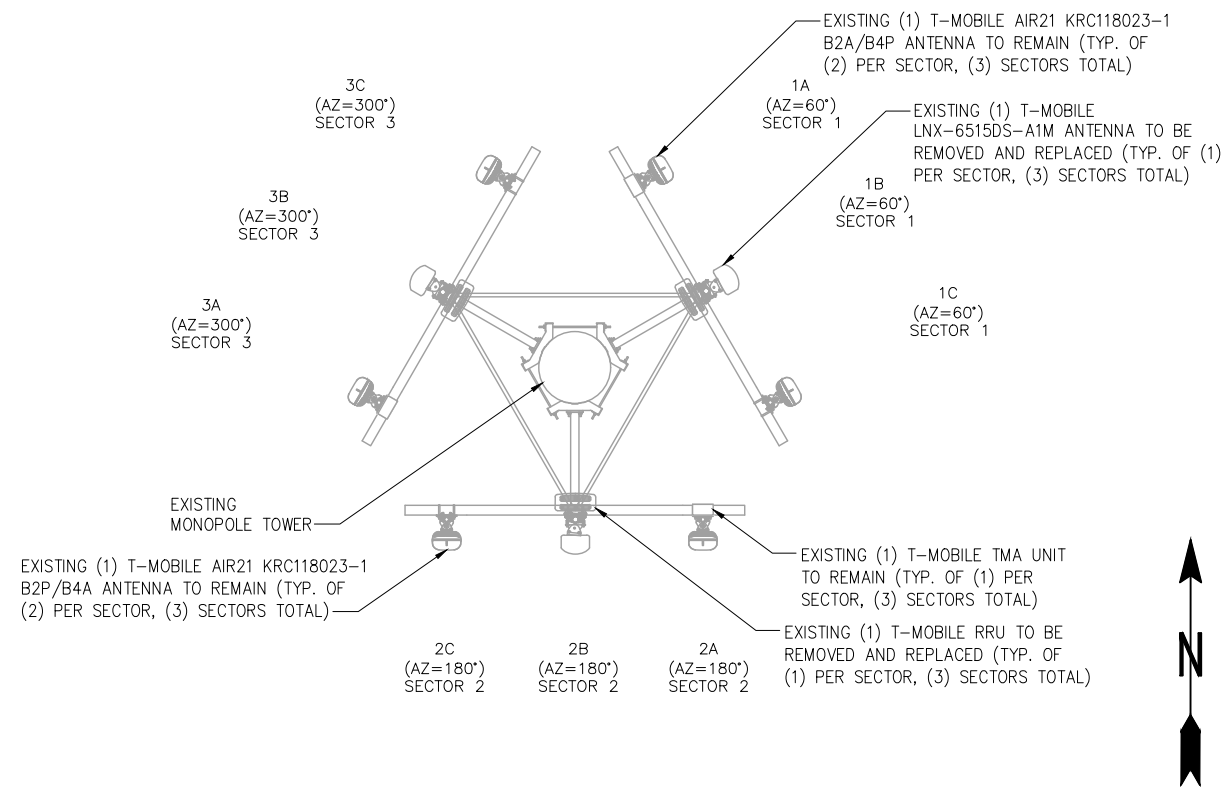 EXISTING (1) T-MOBILE AIR21 KRC118023-1
B2A/B4P ANTENNA TO REMAIN (TYP. OF
(2) PER SECTOR, (3) SECTORS TOTAL)
3C
(AZ=300°)
SECTOR 3
1A
(AZ=60°)
SECTOR 1
EXISTING (1) T-MOBILE
LNX-6515DS-A1M ANTENNA TO BE
REMOVED AND REPLACED (TYP. OF (1)
PER SECTOR, (3) SECTORS TOTAL)
3B
(AZ=300°)
SECTOR 3
1B
(AZ=60°)
SECTOR 1
3A
(AZ=300°)
SECTOR 3
1C
(AZ=60°)
SECTOR 1
EXISTING
MONOPOLE TOWER
EXISTING (1) T-MOBILE AIR21 KRC118023-1
B2P/B4A ANTENNA TO REMAIN (TYP. OF
(2) PER SECTOR, (3) SECTORS TOTAL)
EXISTING (1) T-MOBILE TMA UNIT
TO REMAIN (TYP. OF (1) PER
SECTOR, (3) SECTORS TOTAL)
EXISTING (1) T-MOBILE RRU TO BE
REMOVED AND REPLACED (TYP. OF
(1) PER SECTOR, (3) SECTORS TOTAL)
2C
(AZ=180°)
SECTOR 2
2B
(AZ=180°)
SECTOR 2
2A
(AZ=180°)
SECTOR 2
N